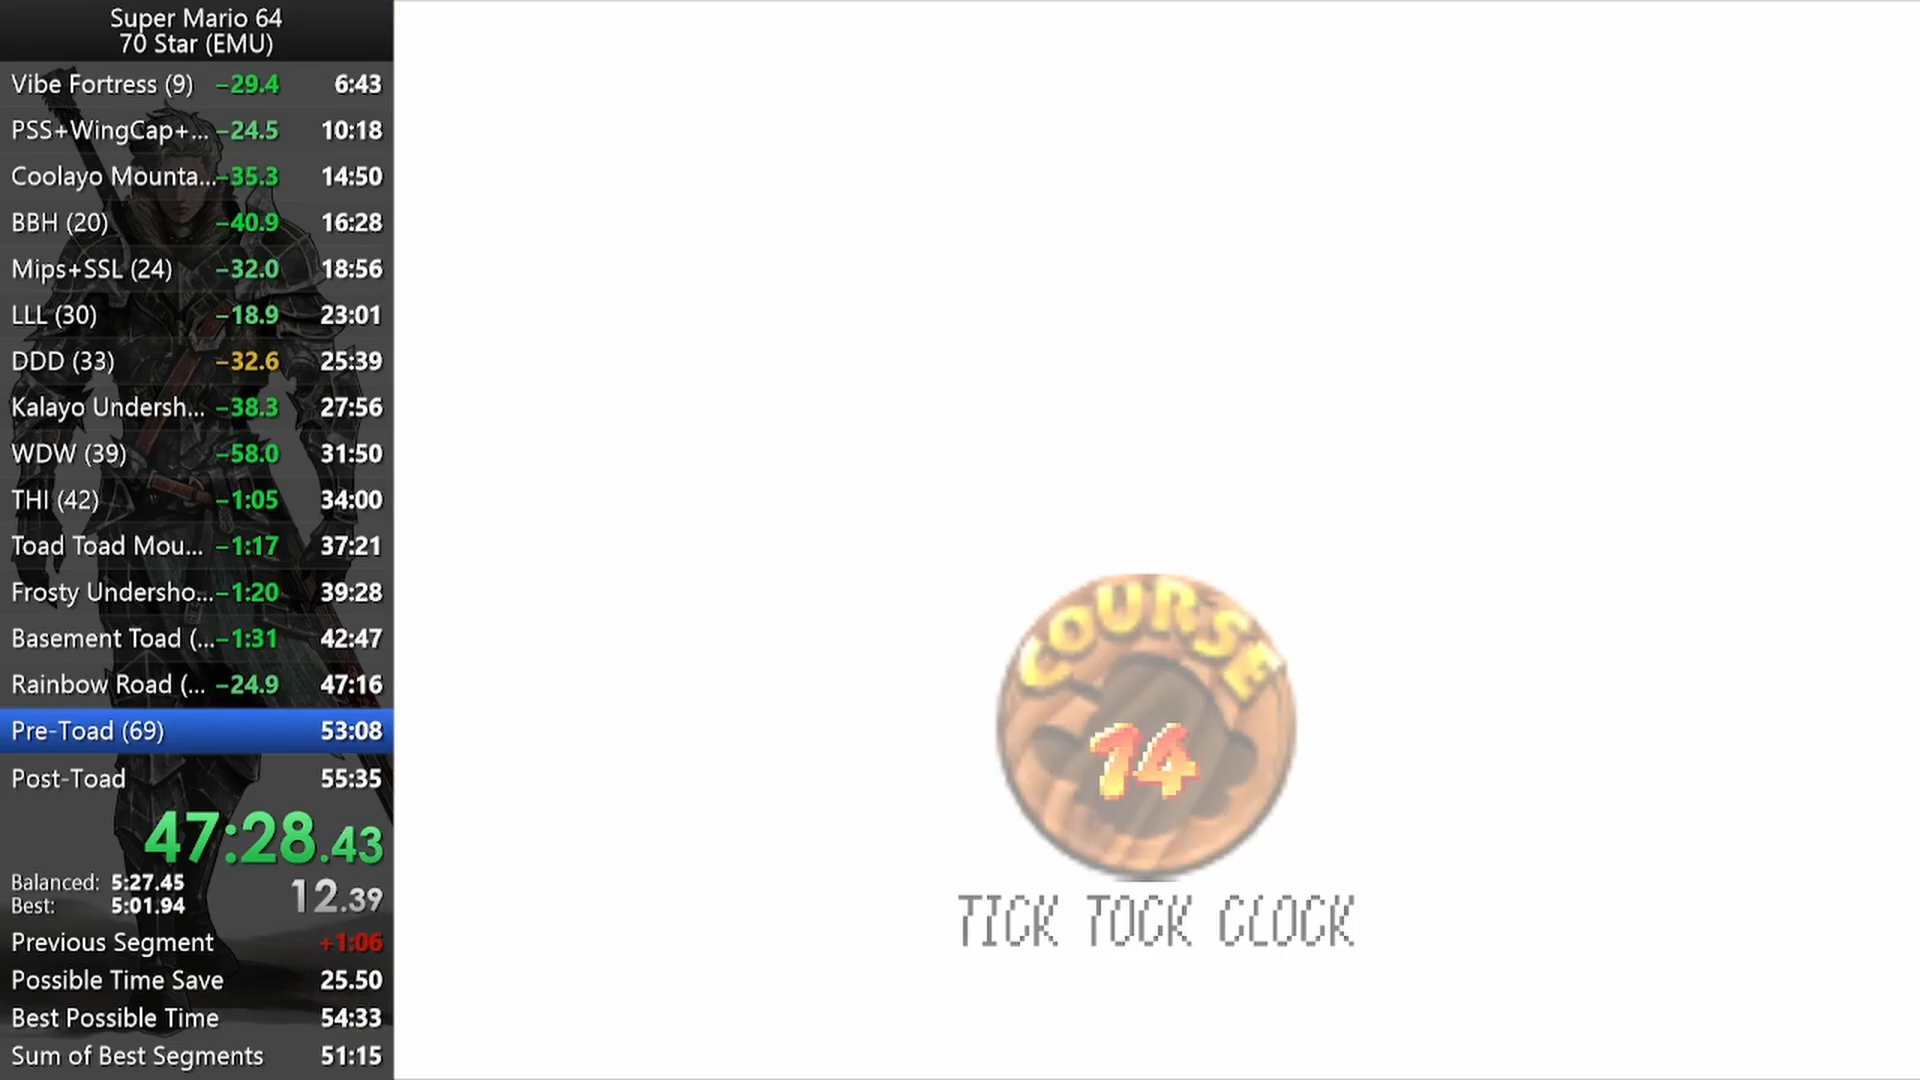 Super Mario 64
70 Star (EMU)
Vibe Fortress (9) −29.4 6:43
PSS+WingCap+... −24.5 10:18
Coolayo Mounta... −35.3 14:50
BBH (20) −40.9 16:28
Mips+SSL (24) −32.0 18:56
LLL (30) −18.9 23:01
DDD (33) −32.6 25:39
Kalayo Undersh... −38.3 27:56
WDW (39) −58.0 31:50
THI (42) −1:05 34:00
Toad Toad Mou... −1:17 37:21
Frosty Undersho... −1:20 39:28
Basement Toad (... −1:31 42:47
Rainbow Road (... −24.9 47:16
Pre-Toad (69) 53:08
Post-Toad 55:35
47:28.43
Balanced: 5:27.45
Best: 5:01.94
12.39
Previous Segment +1:06
Possible Time Save 25.50
Best Possible Time 54:33
Sum of Best Segments 51:15
COURSE
14
TICK TOCK CLOCK